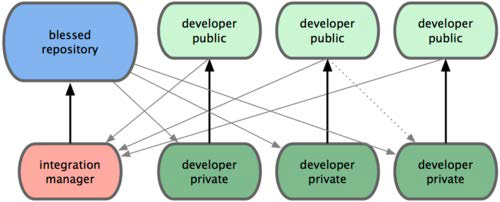 blessed
repository
developer
public
developer
public
developer
public
integration
manager
developer
private
developer
private
developer
private